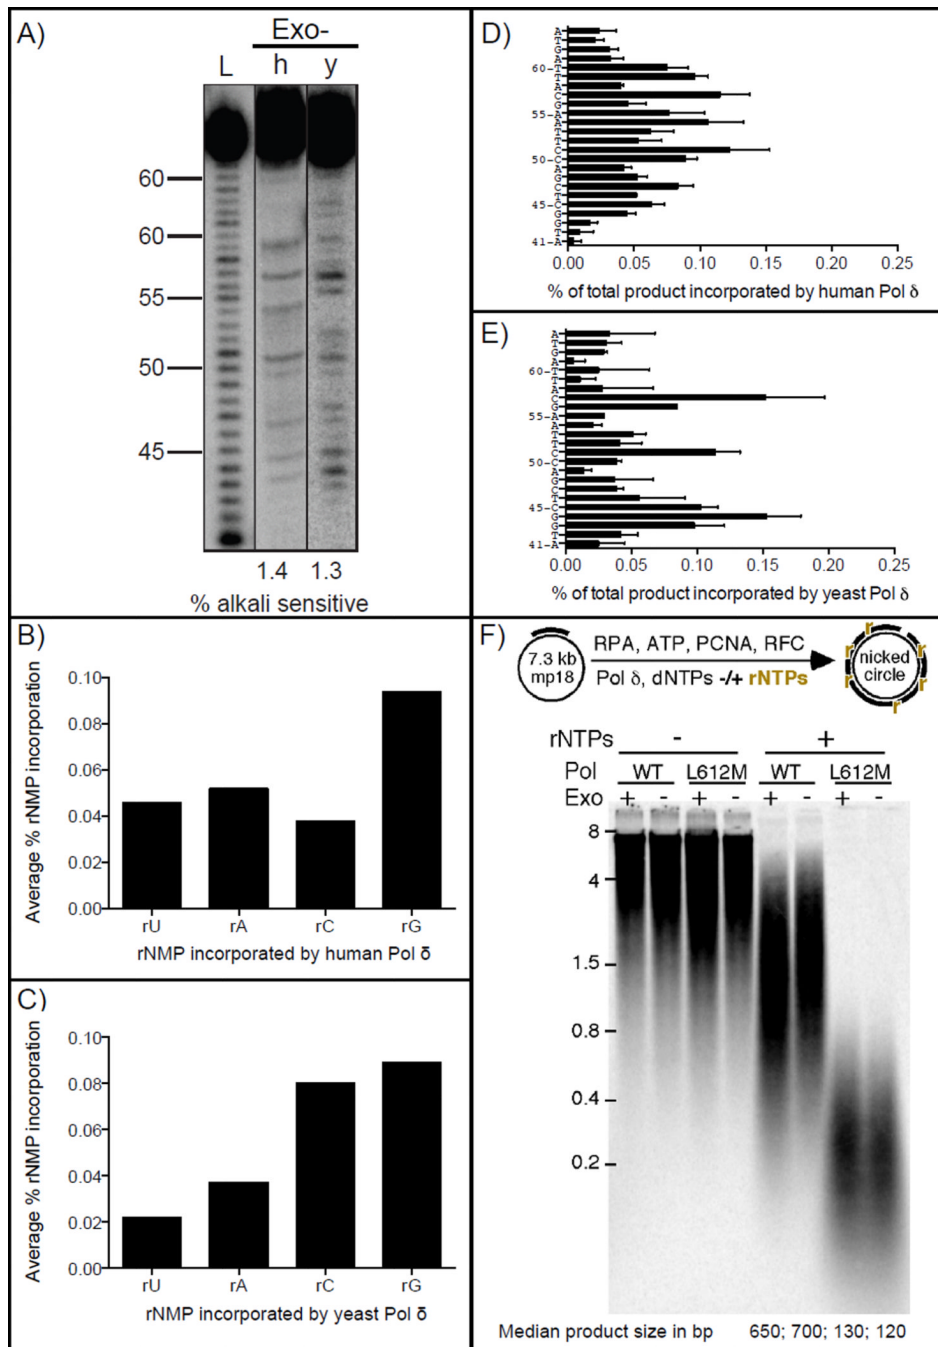 A)
Exo-
L h y
60
60
55
50
45
1.4 1.3
% alkali sensitive
B)
Average % rNMP incorporation
0.10
0.08
0.06
0.04
0.02
0.00
rU rA rC rG
rNMP incorporated by human Pol δ
C)
Average % rNMP incorporation
0.10
0.08
0.06
0.04
0.02
0.00
rU rA rC rG
rNMP incorporated by yeast Pol δ
D)
A
T
G
A
60-T
T
A
C
G
55-A
A
T
T
C
50-C
A
G
C
T
45-C
G
G
T
41-A
0.00 0.05 0.10 0.15 0.20 0.25
% of total product incorporated by human Pol δ
E)
A
T
G
A
60-T
T
A
C
G
55-A
A
T
T
C
50-C
A
G
C
T
45-C
G
G
T
41-A
0.00 0.05 0.10 0.15 0.20 0.25
% of total product incorporated by yeast Pol δ
F)
7.3 kb
mp18
RPA, ATP, PCNA, RFC
Pol δ, dNTPs -/+ rNTPs
nicked
circle
r
r
r
r
r
r
rNTPs - +
Pol WT L612M WT L612M
Exo + - + - + - + -
8
4
1.5
0.8
0.4
0.2
Median product size in bp 650; 700; 130; 120